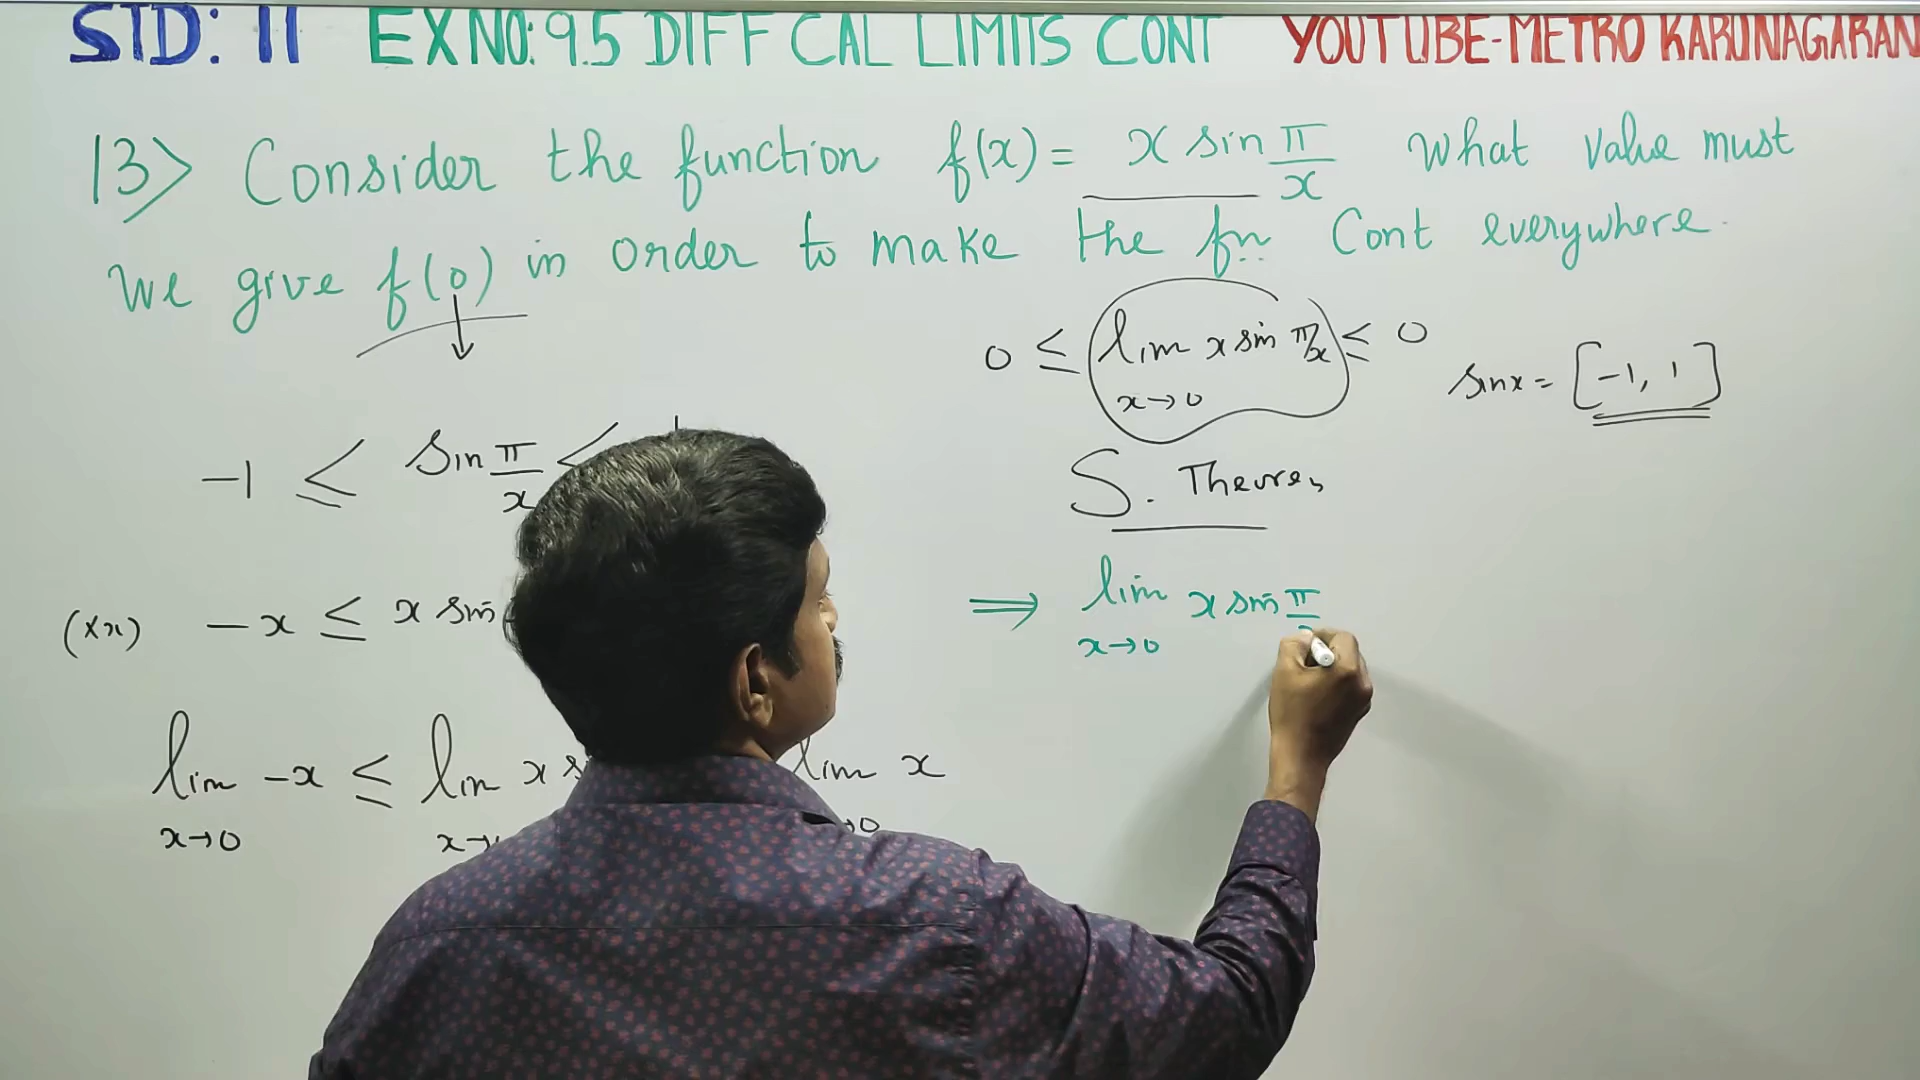 STD: 11 EX NO: 9.5 DIFF CAL LIMITS CONT YOUTUBE-METRO KARUNAGARAN
13> Consider the function f(x) = x sin π/x What value must
we give f(0) in order to make the fn. Cont everywhere.
0 ≤ lim x→0 x sin π/x ≤ 0
sin x = [-1, 1]
-1 ≤ Sin π/x ≤
S. Theorem
(×x) -x ≤ x sin
⇒ lim x→0 x sin π
lim x→0 -x ≤ lim x→ x s lim →0 x